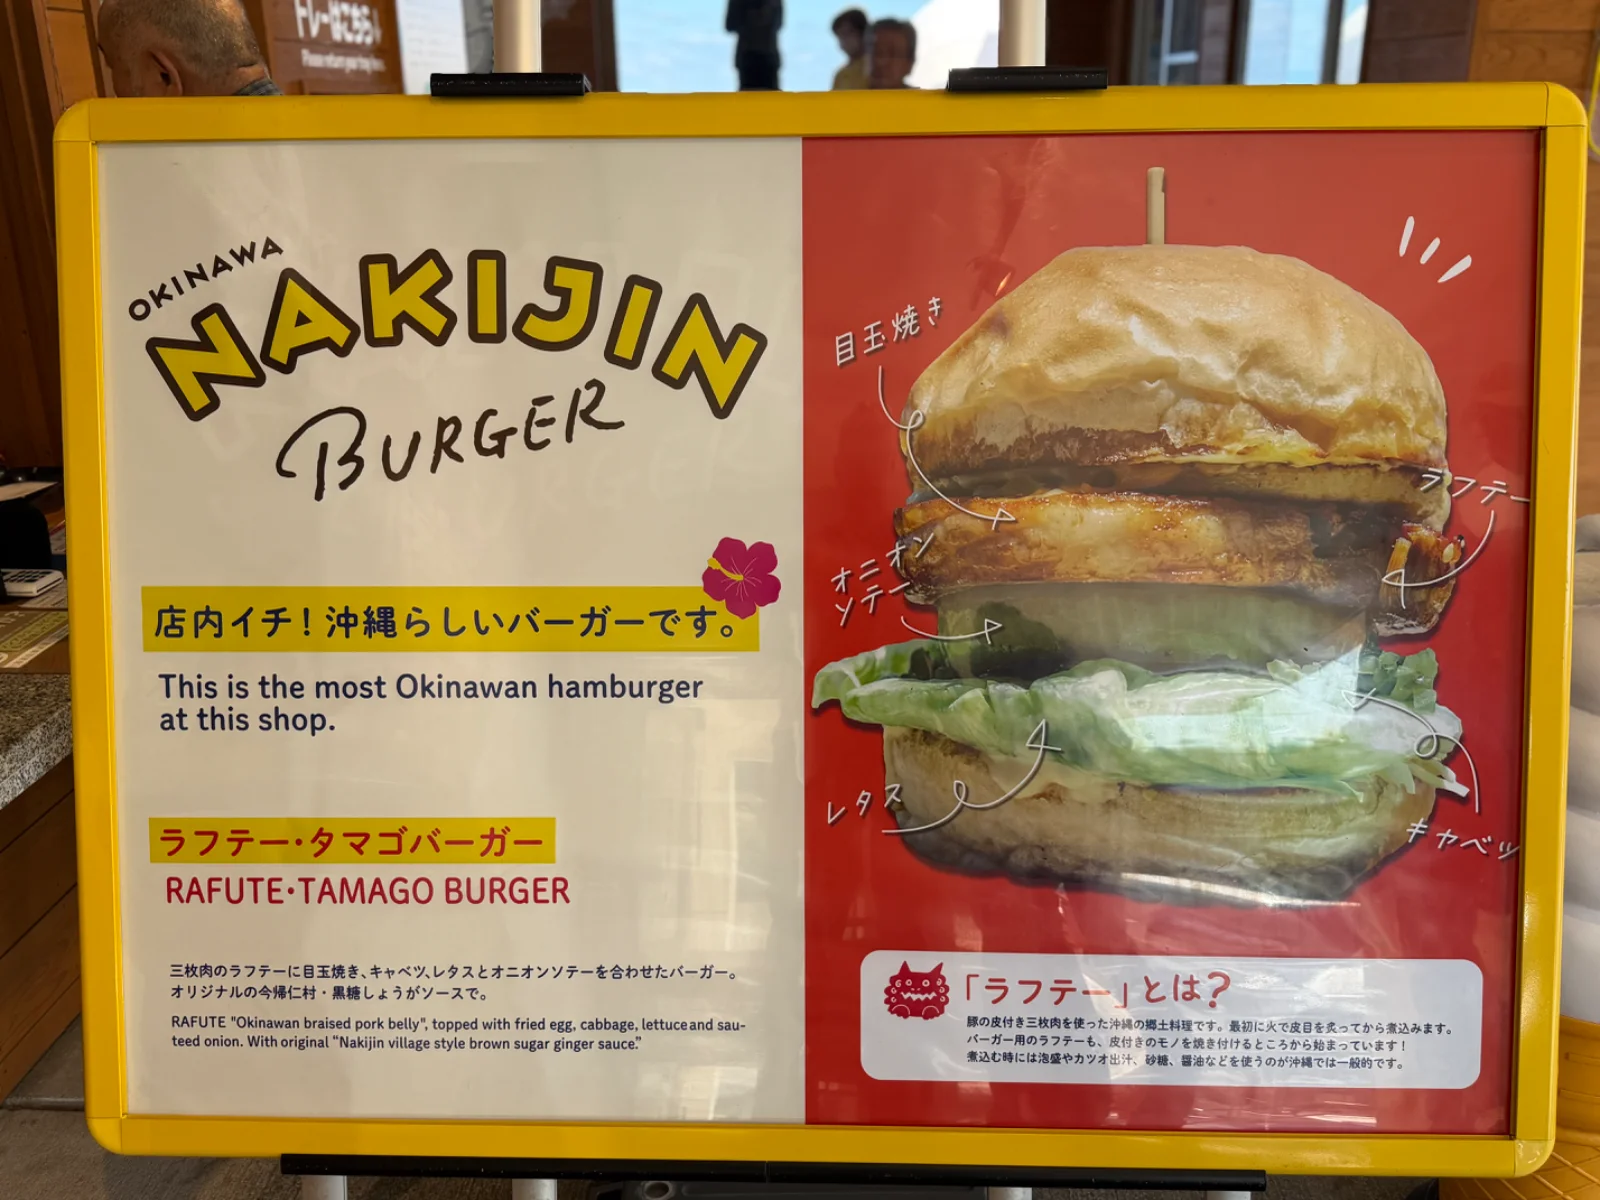 トレーはこちら
Please return your tray here.
OKINAWA
NAKIJIN
BURGER
店内イチ！沖縄らしいバーガーです。
This is the most Okinawan hamburger
at this shop.
ラフテー・タマゴバーガー
RAFUTE・TAMAGO BURGER
三枚肉のラフテーに目玉焼き、キャベツ、レタスとオニオンソテーを合わせたバーガー。
オリジナルの今帰仁村・黒糖しょうがソースで。
RAFUTE "Okinawan braised pork belly", topped with fried egg, cabbage, lettuce and sau-
teed onion. With original "Nakijin village style brown sugar ginger sauce."
目玉焼き
ラフテー
オニオン
ソテー
レタス
キャベツ
「ラフテー」とは？
豚の皮付き三枚肉を使った沖縄の郷土料理です。最初に火で皮目を炙ってから煮込みます。
バーガー用のラフテーも、皮付きのモノを焼き付けるところから始まっています！
煮込む時には泡盛やカツオ出汁、砂糖、醤油などを使うのが沖縄では一般的です。